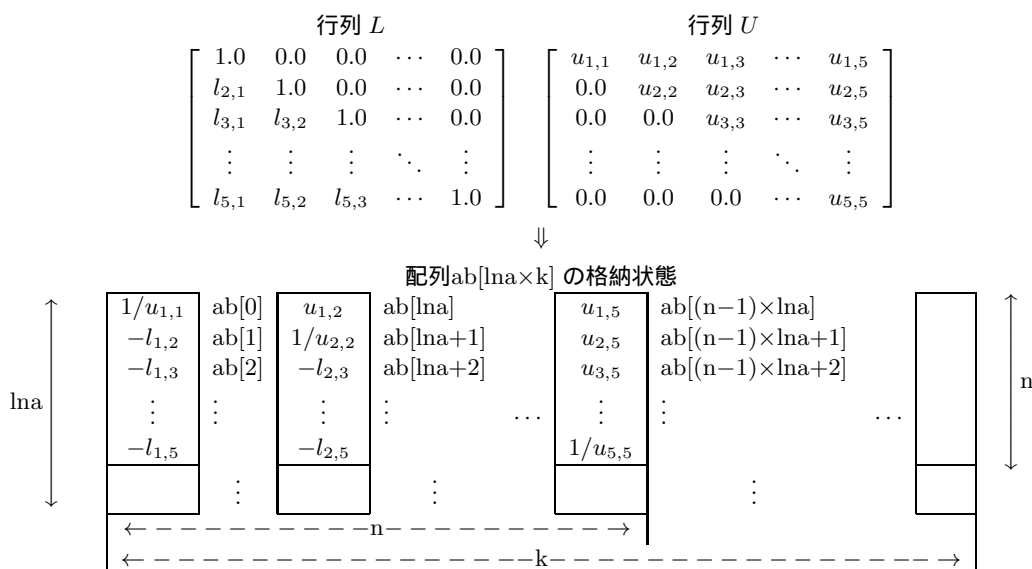 行列 L 行列 U
1.0 0.0 0.0 ⋯ 0.0 u1,1 u1,2 u1,3 ⋯ u1,5
l2,1 1.0 0.0 ⋯ 0.0 0.0 u2,2 u2,3 ⋯ u2,5
l3,1 l3,2 1.0 ⋯ 0.0 0.0 0.0 u3,3 ⋯ u3,5
⋮ ⋮ ⋮ ⋱ ⋮ ⋮ ⋮ ⋮ ⋱ ⋮
l5,1 l5,2 l5,3 ⋯ 1.0 0.0 0.0 0.0 ⋯ u5,5
⇓
配列ab[lna×k] の格納状態
1/u1,1 ab[0] u1,2 ab[lna] u1,5 ab[(n−1)×lna]
−l1,2 ab[1] 1/u2,2 ab[lna+1] u2,5 ab[(n−1)×lna+1]
−l1,3 ab[2] −l2,3 ab[lna+2] u3,5 ab[(n−1)×lna+2]
lna ⋮ ⋮ ⋮ ⋮ ⋯ ⋮ ⋮ ⋯ n
−l1,5 −l2,5 1/u5,5
⋮ ⋮ ⋮
n
k